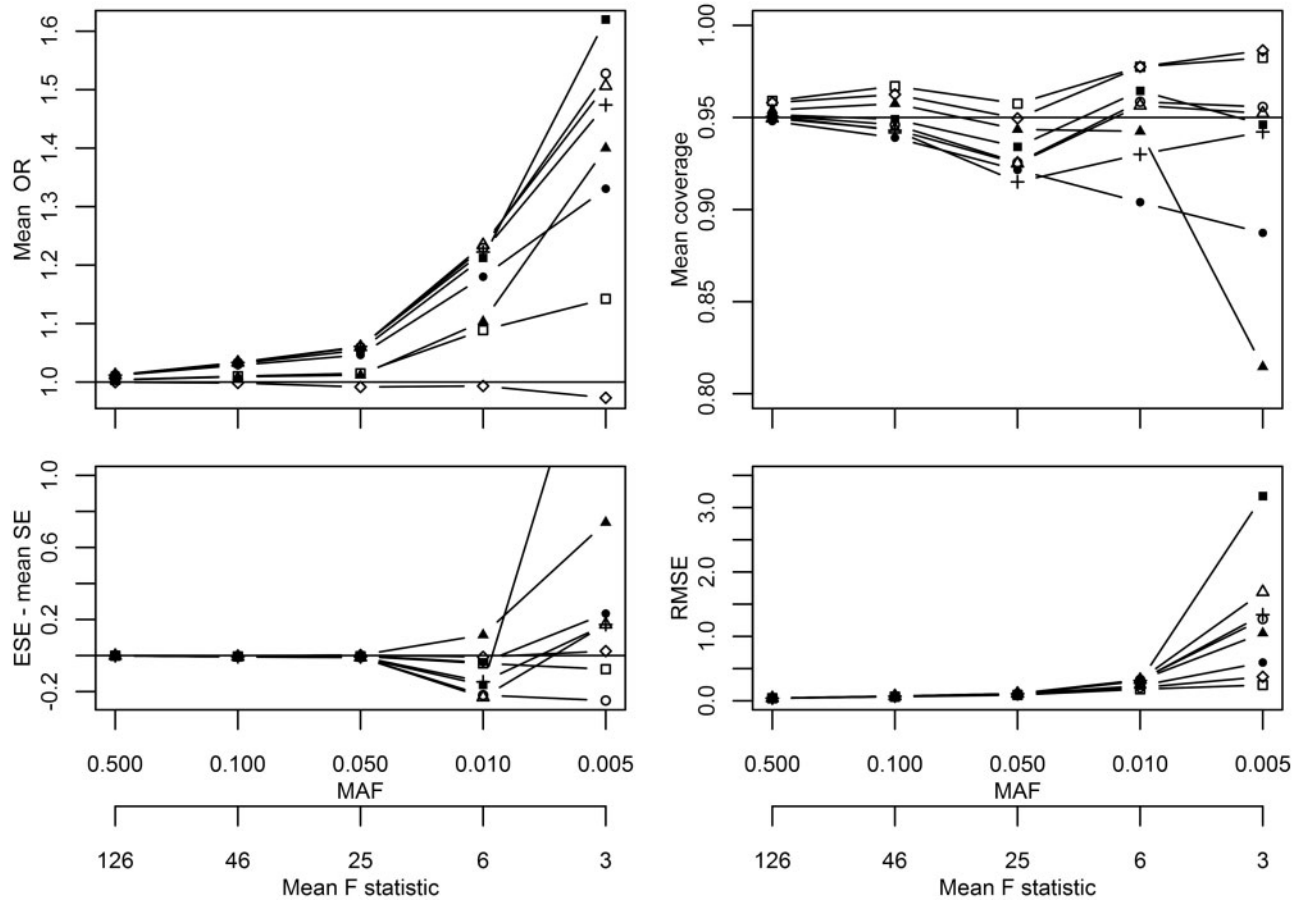 Mean OR
1.6
1.5
1.4
1.3
1.2
1.1
1.0
Mean coverage
1.00
0.95
0.90
0.85
0.80
ESE - mean SE
1.0
0.6
0.2
-0.2
RMSE
3.0
2.0
1.0
0.0
0.500 0.100 0.050 0.010 0.005
MAF
126 46 25 6 3
Mean F statistic
0.500 0.100 0.050 0.010 0.005
MAF
126 46 25 6 3
Mean F statistic